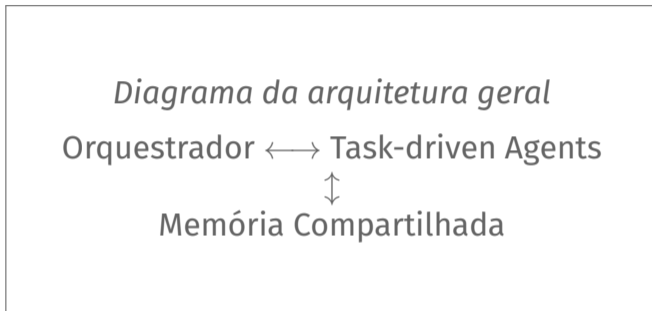 Diagrama da arquitetura geral
Orquestrador ⟷ Task-driven Agents
↕
Memória Compartilhada